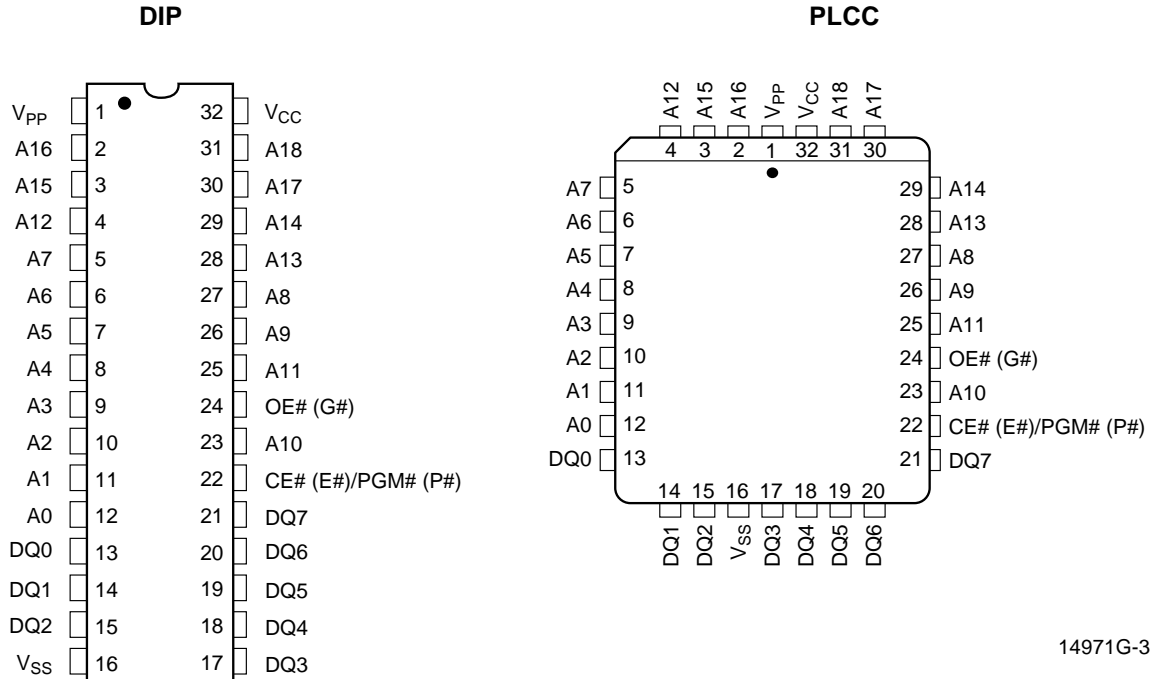 DIP
VPP 1 32 VCC
A16 2 31 A18
A15 3 30 A17
A12 4 29 A14
A7 5 28 A13
A6 6 27 A8
A5 7 26 A9
A4 8 25 A11
A3 9 24 OE# (G#)
A2 10 23 A10
A1 11 22 CE# (E#)/PGM# (P#)
A0 12 21 DQ7
DQ0 13 20 DQ6
DQ1 14 19 DQ5
DQ2 15 18 DQ4
VSS 16 17 DQ3
PLCC
A12 A15 A16 VPP VCC A18 A17
4 3 2 1 32 31 30
A7 5 29 A14
A6 6 28 A13
A5 7 27 A8
A4 8 26 A9
A3 9 25 A11
A2 10 24 OE# (G#)
A1 11 23 A10
A0 12 22 CE# (E#)/PGM# (P#)
DQ0 13 21 DQ7
14 15 16 17 18 19 20
DQ1 DQ2 VSS DQ3 DQ4 DQ5 DQ6
14971G-3